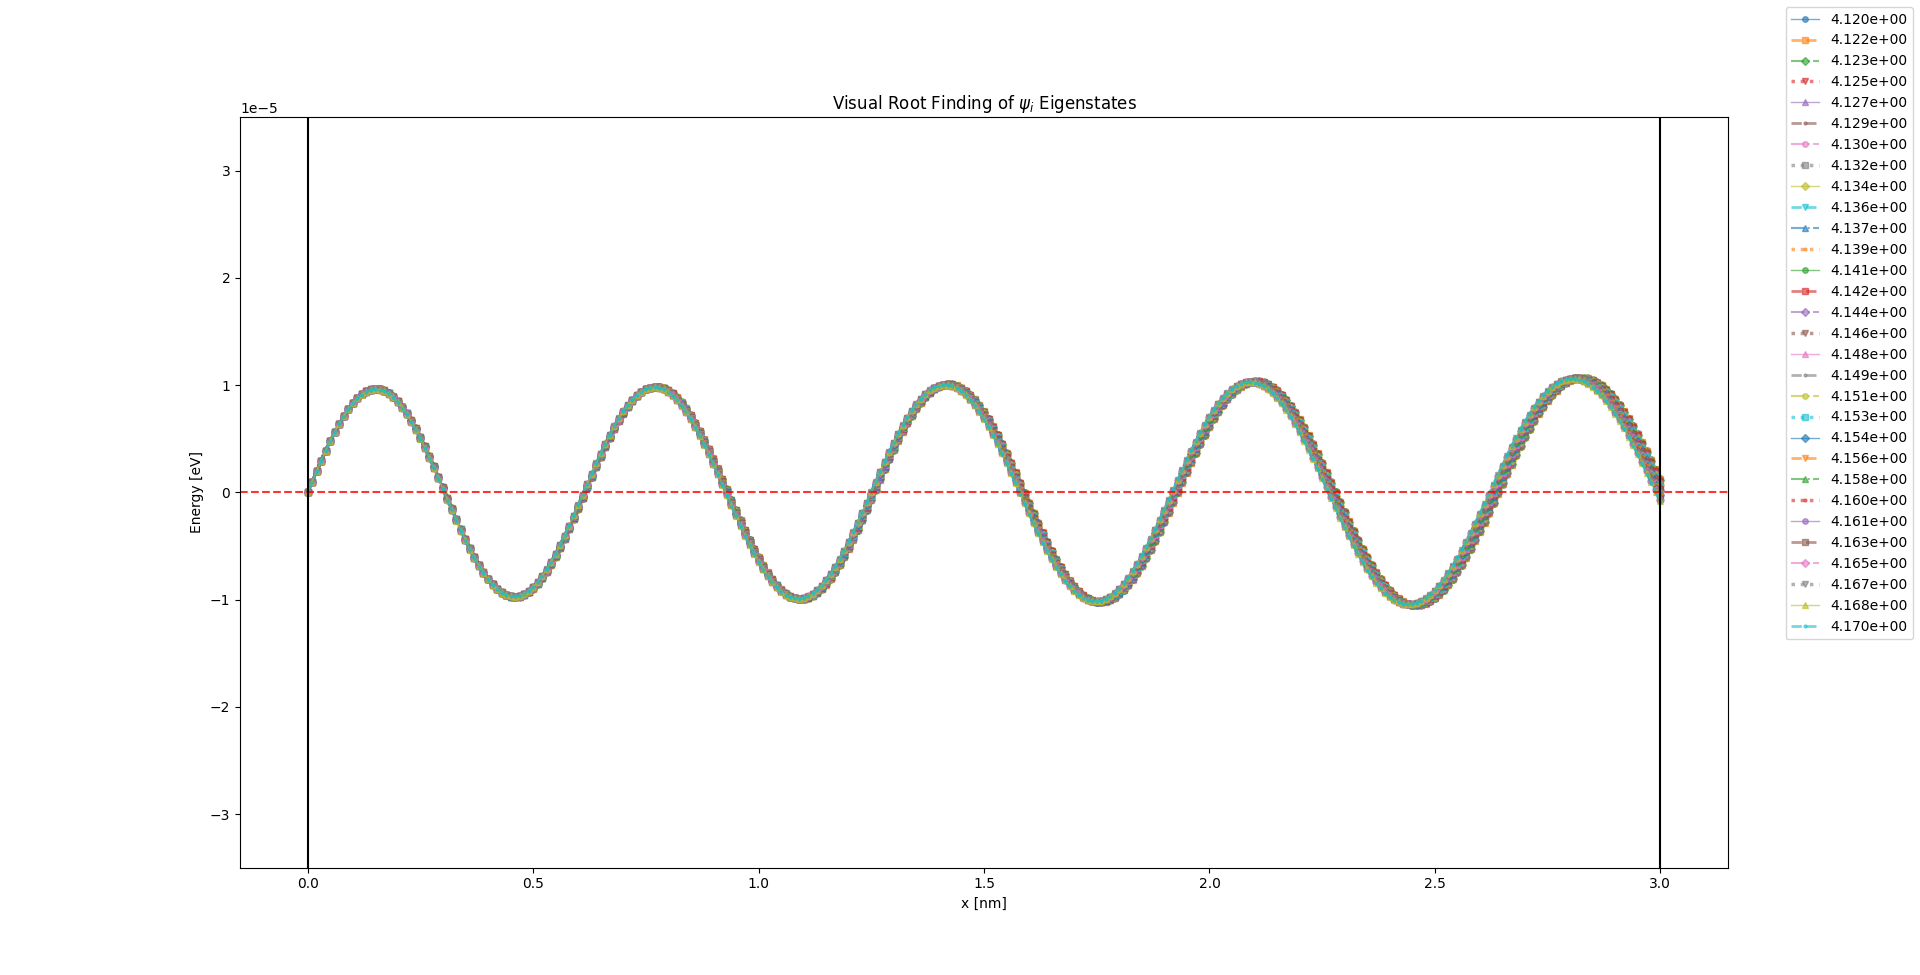 Visual Root Finding of ψi Eigenstates
1e−5
3
2
1
0
−1
−2
−3
Energy [eV]
0.0 0.5 1.0 1.5 2.0 2.5 3.0
x [nm]
4.120e+00
4.122e+00
4.123e+00
4.125e+00
4.127e+00
4.129e+00
4.130e+00
4.132e+00
4.134e+00
4.136e+00
4.137e+00
4.139e+00
4.141e+00
4.142e+00
4.144e+00
4.146e+00
4.148e+00
4.149e+00
4.151e+00
4.153e+00
4.154e+00
4.156e+00
4.158e+00
4.160e+00
4.161e+00
4.163e+00
4.165e+00
4.167e+00
4.168e+00
4.170e+00